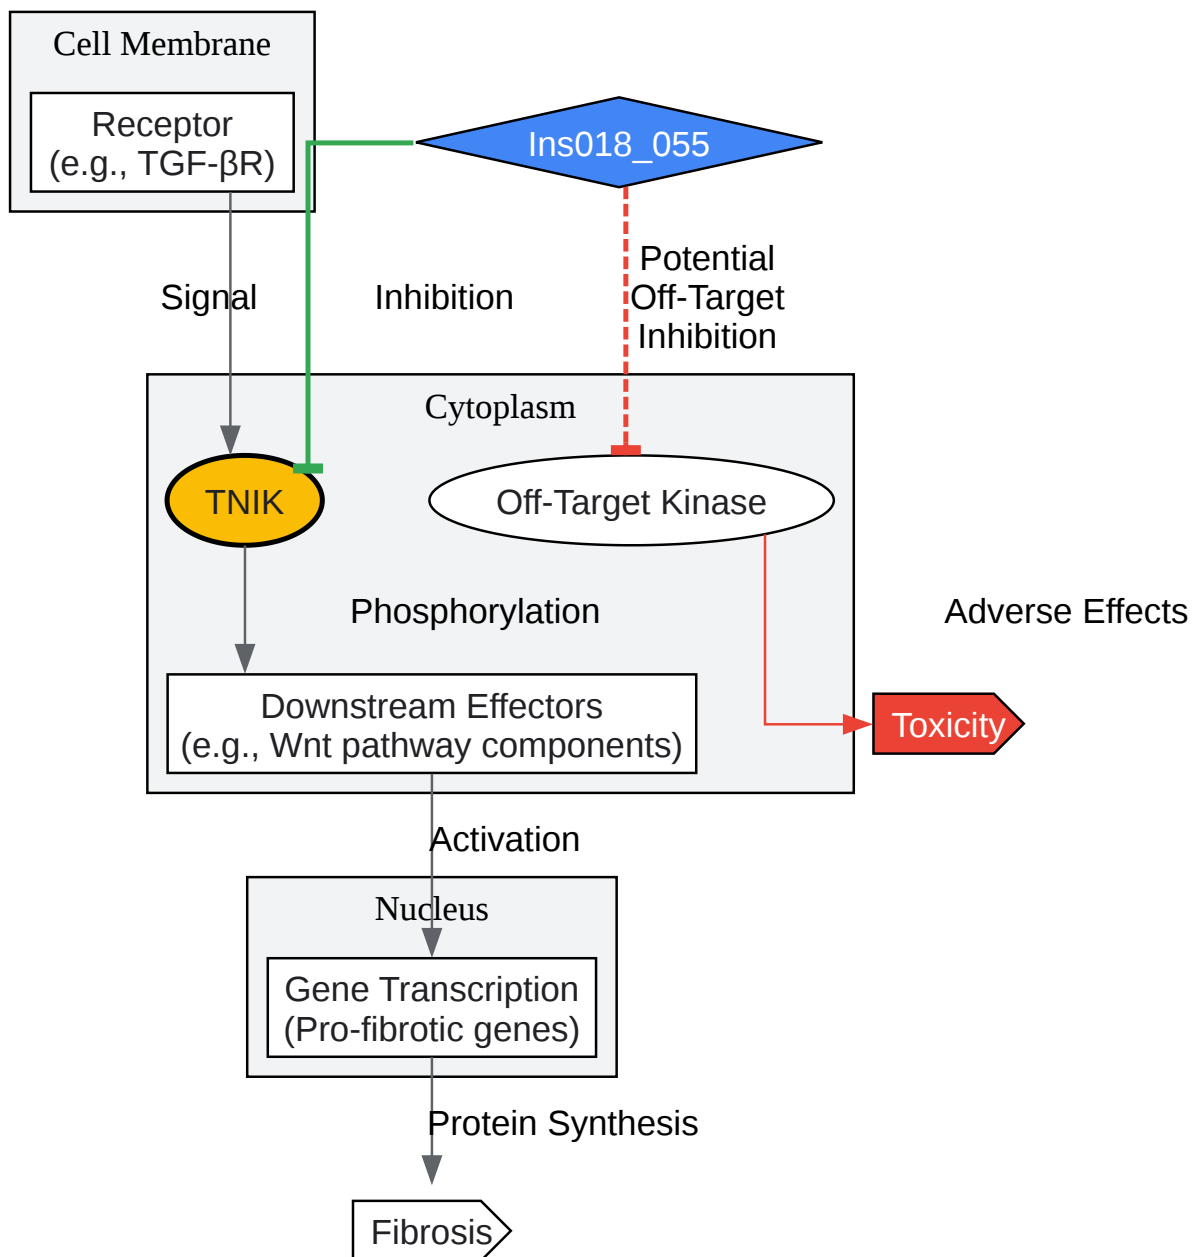 Cell Membrane
Receptor
(e.g., TGF-βR)
Ins018_055
Signal
Inhibition
Potential
Off-Target
Inhibition
Cytoplasm
TNIK
Off-Target Kinase
Phosphorylation
Adverse Effects
Downstream Effectors
(e.g., Wnt pathway components)
Toxicity
Activation
Nucleus
Gene Transcription
(Pro-fibrotic genes)
Protein Synthesis
Fibrosis